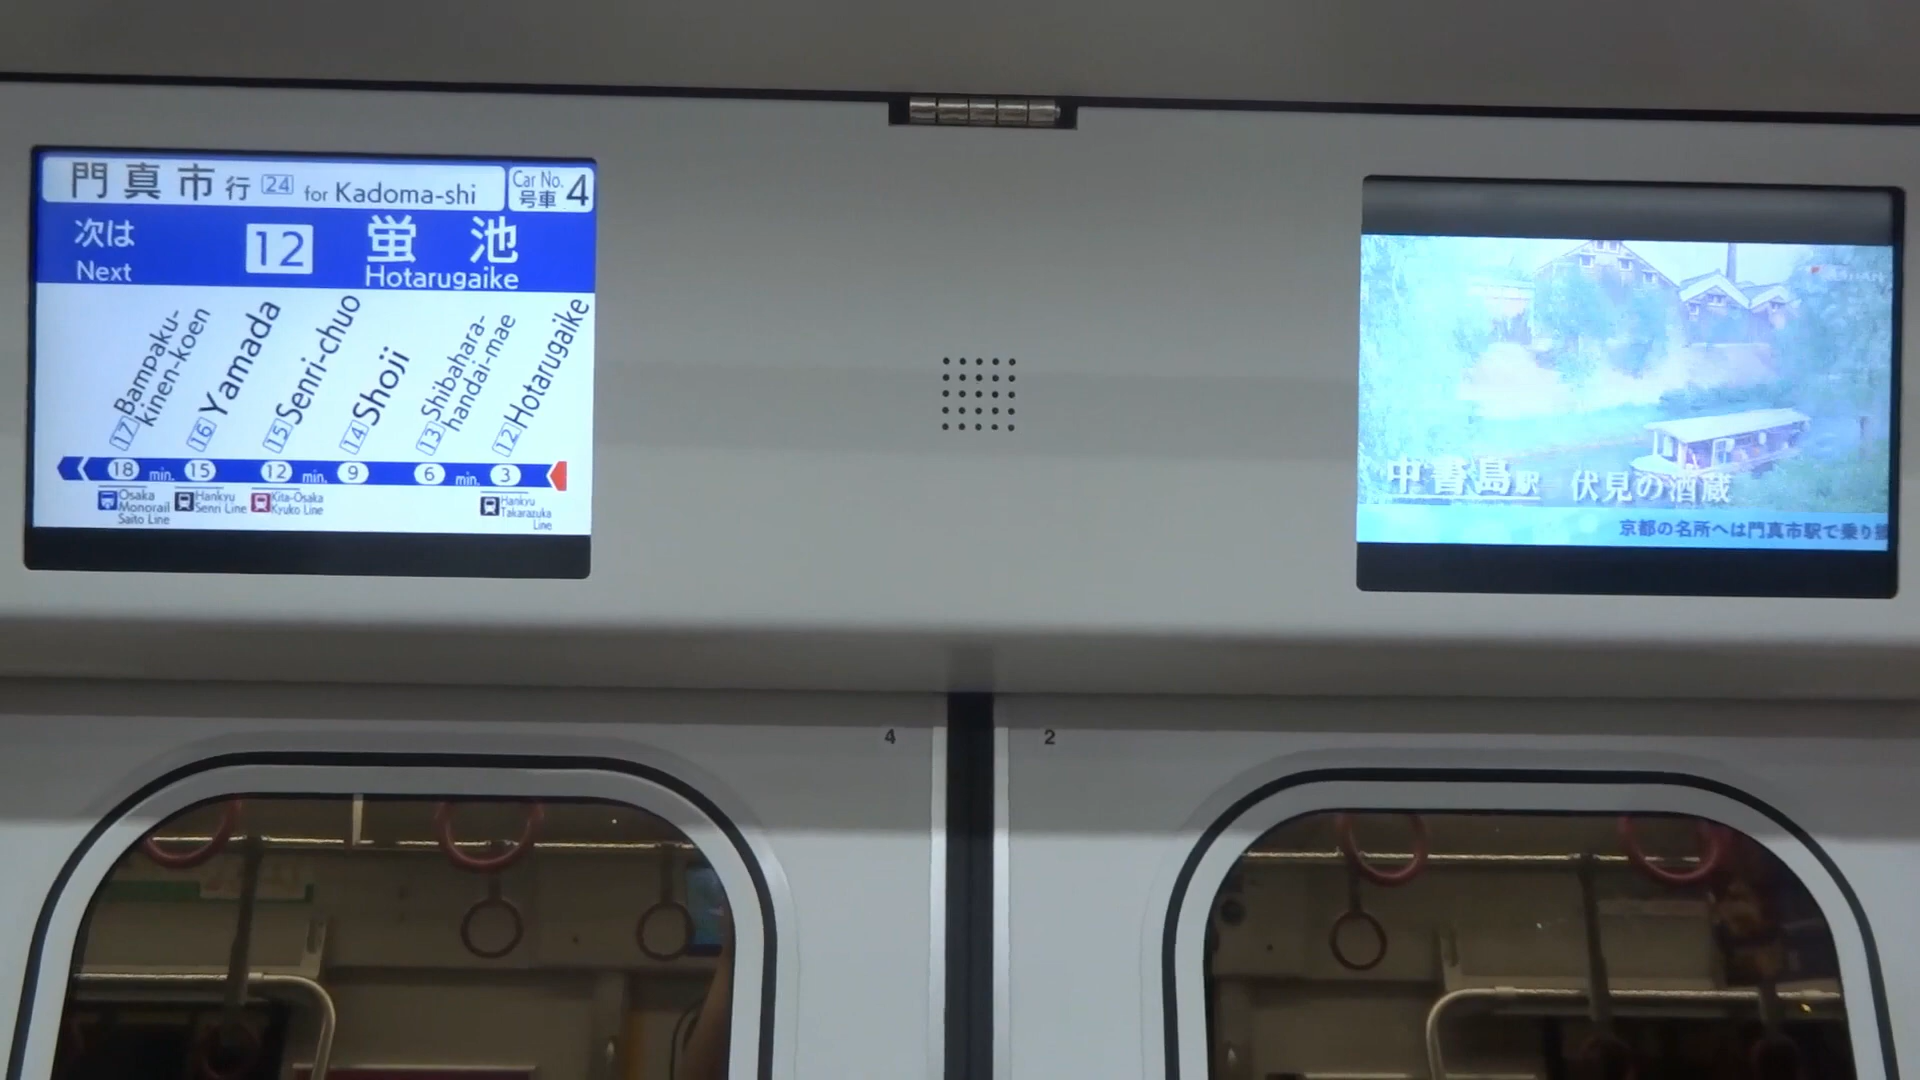 門真市行 24 for Kadoma-shi
Car No.
号車 4
次は
Next
12
蛍池
Hotarugaike
17 Bampaku-
kinen-koen
16 Yamada
15 Senri-chuo
14 Shoji
13 Shibahara-
handai-mae
12 Hotarugaike
18 min. 15 12 min. 9 6 min. 3
Osaka
Monorail
Saito Line
Hankyu
Senri Line
Kita-Osaka
Kyuko Line
Hankyu
Takarazuka
Line
中書島駅 伏見の酒蔵
京都の名所へは門真市駅で乗り
4
2